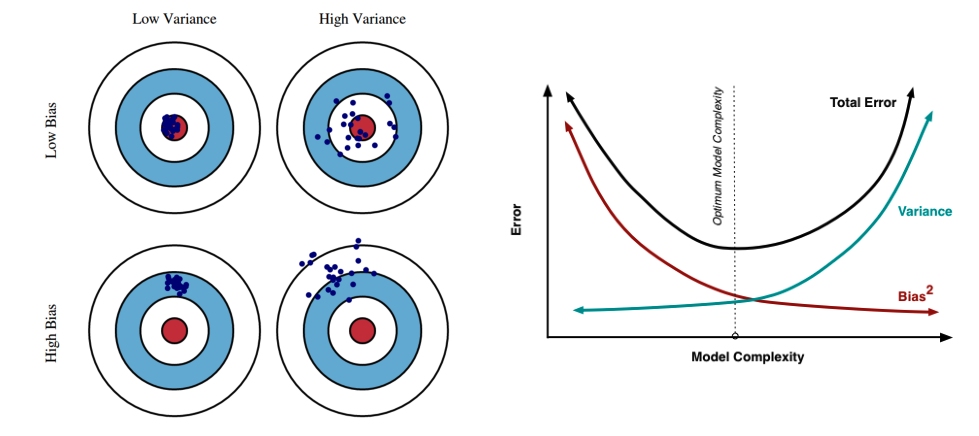 Low Variance
High Variance
Low Bias
High Bias
Error
Optimum Model Complexity
Total Error
Variance
Bias²
Model Complexity